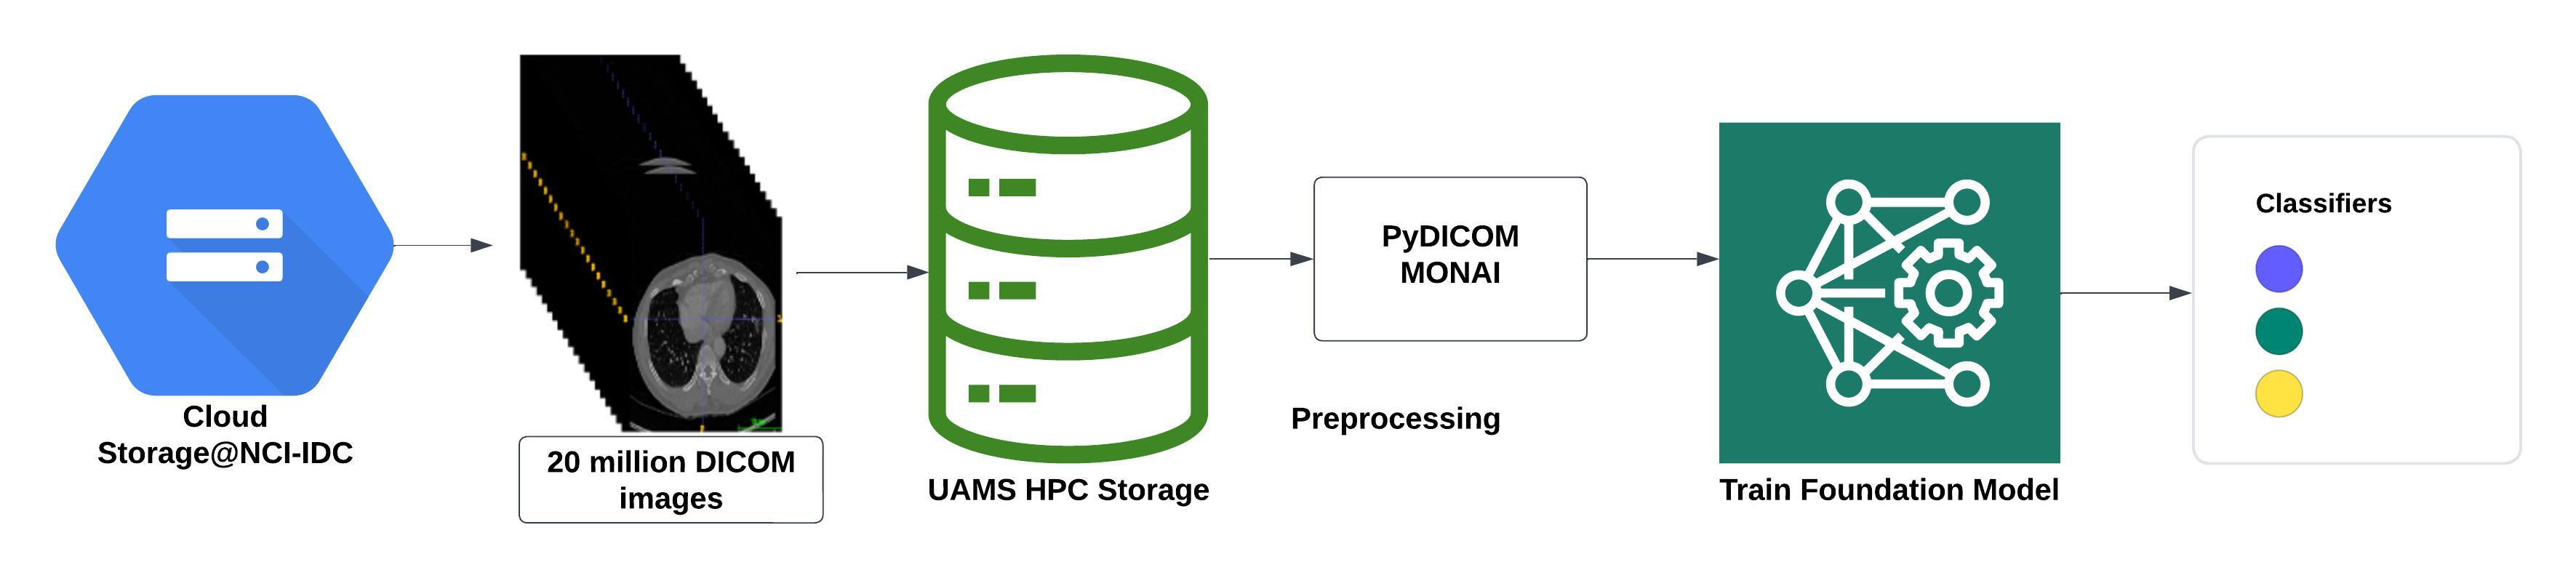 Cloud
Storage@NCI-IDC
20 million DICOM
images
UAMS HPC Storage
PyDICOM
MONAI
Preprocessing
Train Foundation Model
Classifiers